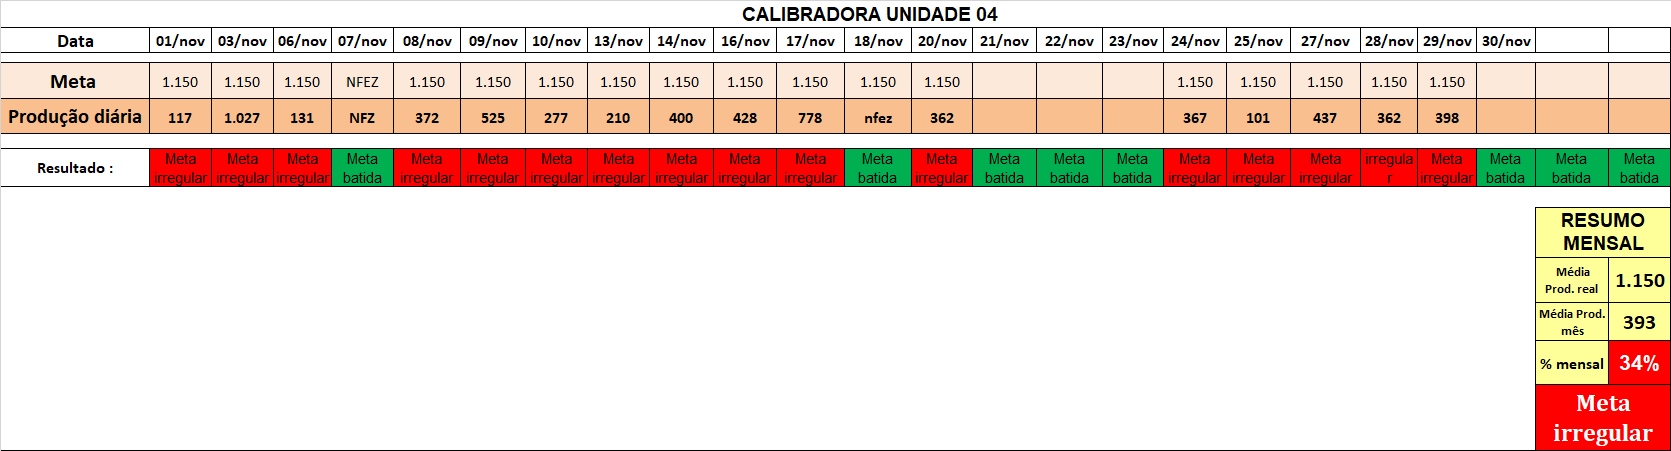 CALIBRADORA UNIDADE 04
Data 01/nov 03/nov 06/nov 07/nov 08/nov 09/nov 10/nov 13/nov 14/nov 16/nov 17/nov 18/nov 20/nov 21/nov 22/nov 23/nov 24/nov 25/nov 27/nov 28/nov 29/nov 30/nov
Meta 1.150 1.150 1.150 NFEZ 1.150 1.150 1.150 1.150 1.150 1.150 1.150 1.150 1.150 1.150 1.150 1.150 1.150 1.150
Produção diária 117 1.027 131 NFZ 372 525 277 210 400 428 778 nfez 362 367 101 437 362 398
Resultado : Meta irregular Meta irregular Meta irregular Meta batida Meta irregular Meta irregular Meta irregular Meta irregular Meta irregular Meta irregular Meta irregular Meta batida Meta irregular Meta batida Meta batida Meta batida Meta irregular Meta irregular Meta irregular irregular Meta irregular Meta batida Meta batida Meta batida
RESUMO
MENSAL
Média
Prod. real 1.150
Média Prod.
mês 393
% mensal 34%
Meta
irregular